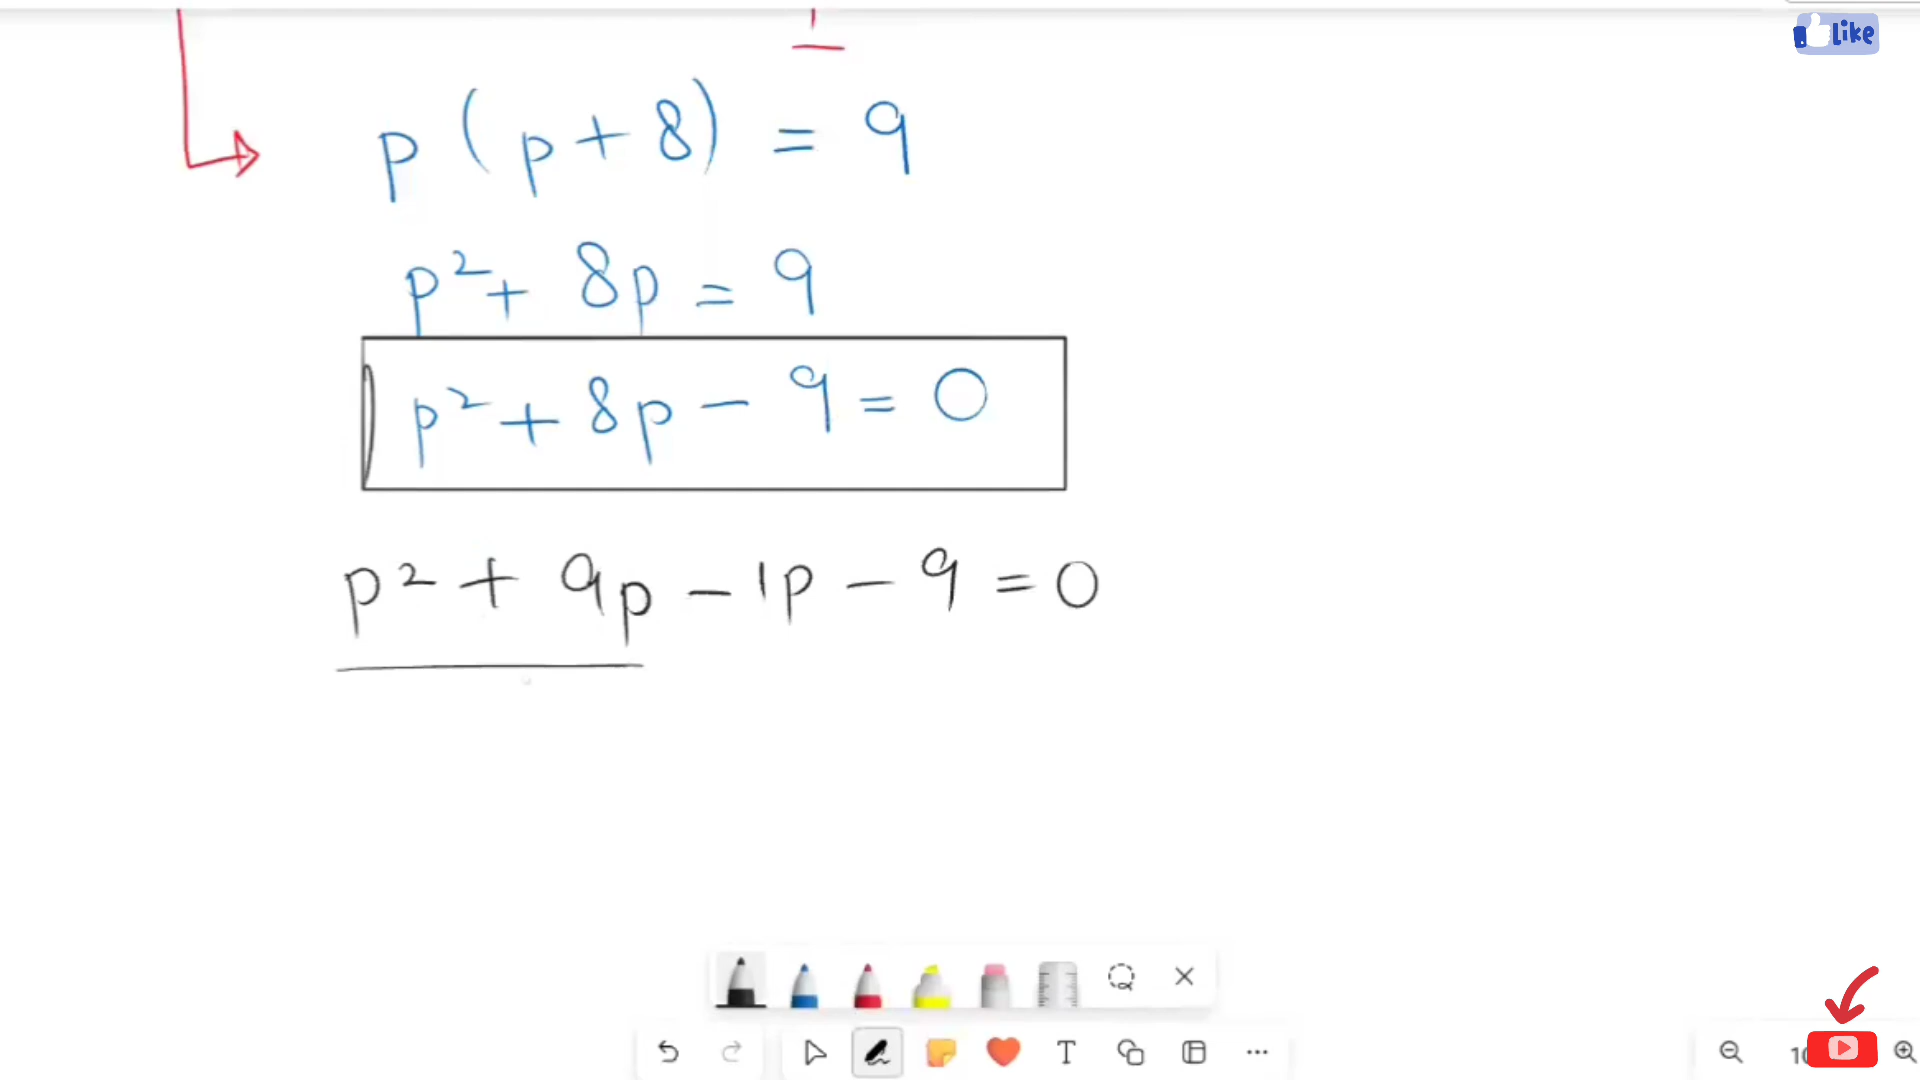 Like
p (p + 8) = 9
p² + 8p = 9
p² + 8p - 9 = 0
p² + 9p - 1p - 9 = 0
T